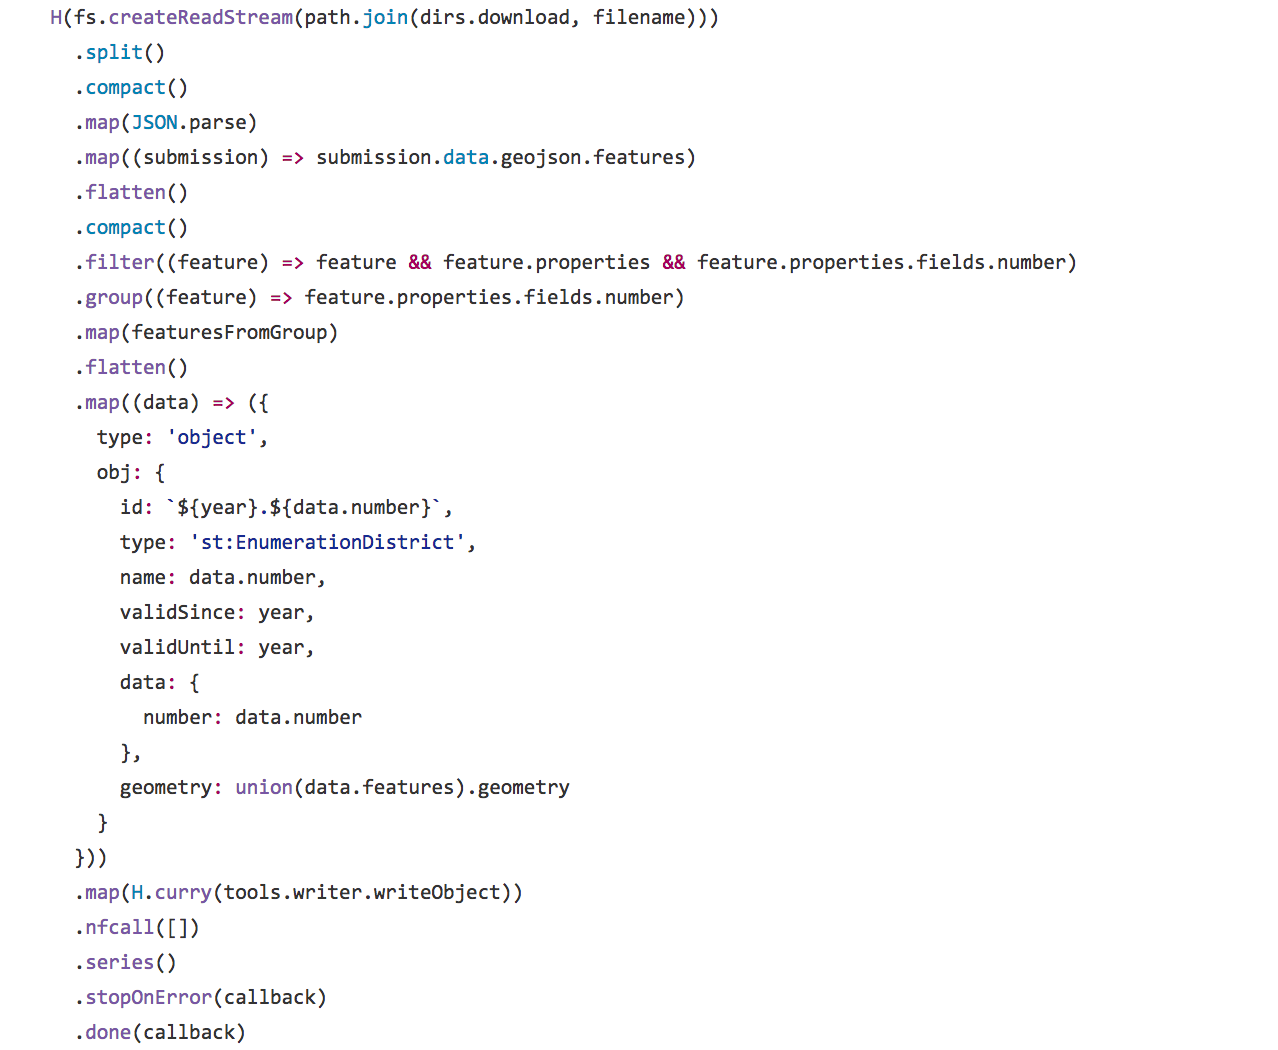 H(fs.createReadStream(path.join(dirs.download, filename)))
  .split()
  .compact()
  .map(JSON.parse)
  .map((submission) => submission.data.geojson.features)
  .flatten()
  .compact()
  .filter((feature) => feature && feature.properties && feature.properties.fields.number)
  .group((feature) => feature.properties.fields.number)
  .map(featuresFromGroup)
  .flatten()
  .map((data) => ({
    type: 'object',
    obj: {
      id: `${year}.${data.number}`,
      type: 'st:EnumerationDistrict',
      name: data.number,
      validSince: year,
      validUntil: year,
      data: {
        number: data.number
      },
      geometry: union(data.features).geometry
    }
  }))
  .map(H.curry(tools.writer.writeObject))
  .nfcall([])
  .series()
  .stopOnError(callback)
  .done(callback)